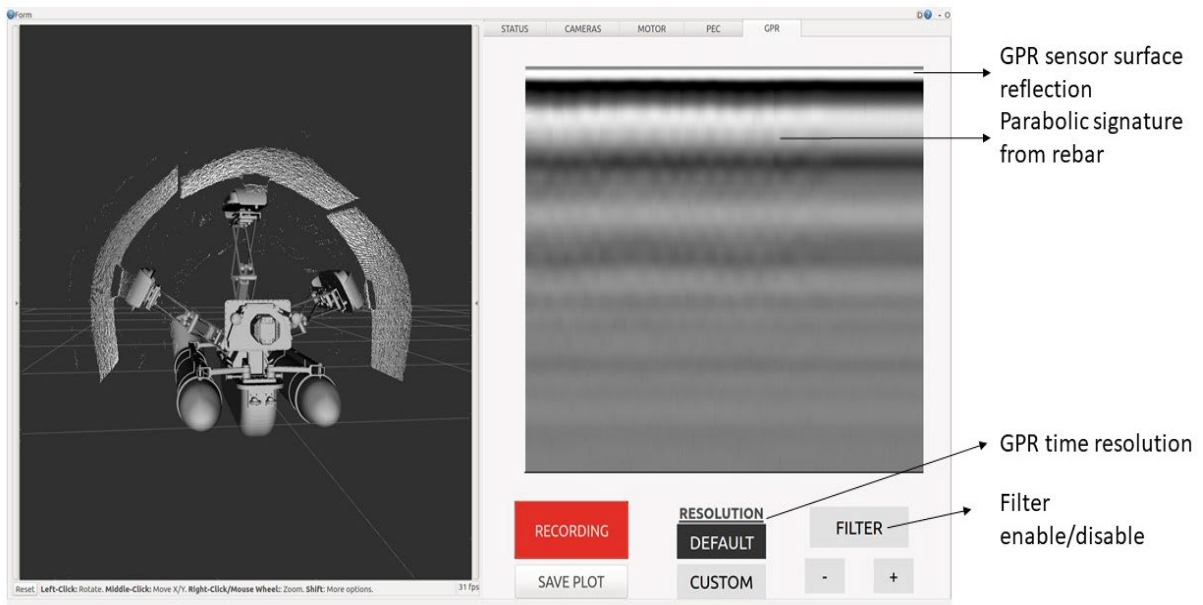 Form
D - O
STATUS CAMERAS MOTOR PEC GPR
GPR sensor surface
reflection
Parabolic signature
from rebar
GPR time resolution
Filter
enable/disable
RECORDING
RESOLUTION
DEFAULT
FILTER
SAVE PLOT
CUSTOM
- +
Reset Left-Click: Rotate. Middle-Click: Move X/Y. Right-Click/Mouse Wheel: Zoom. Shift: More options.
31 fps